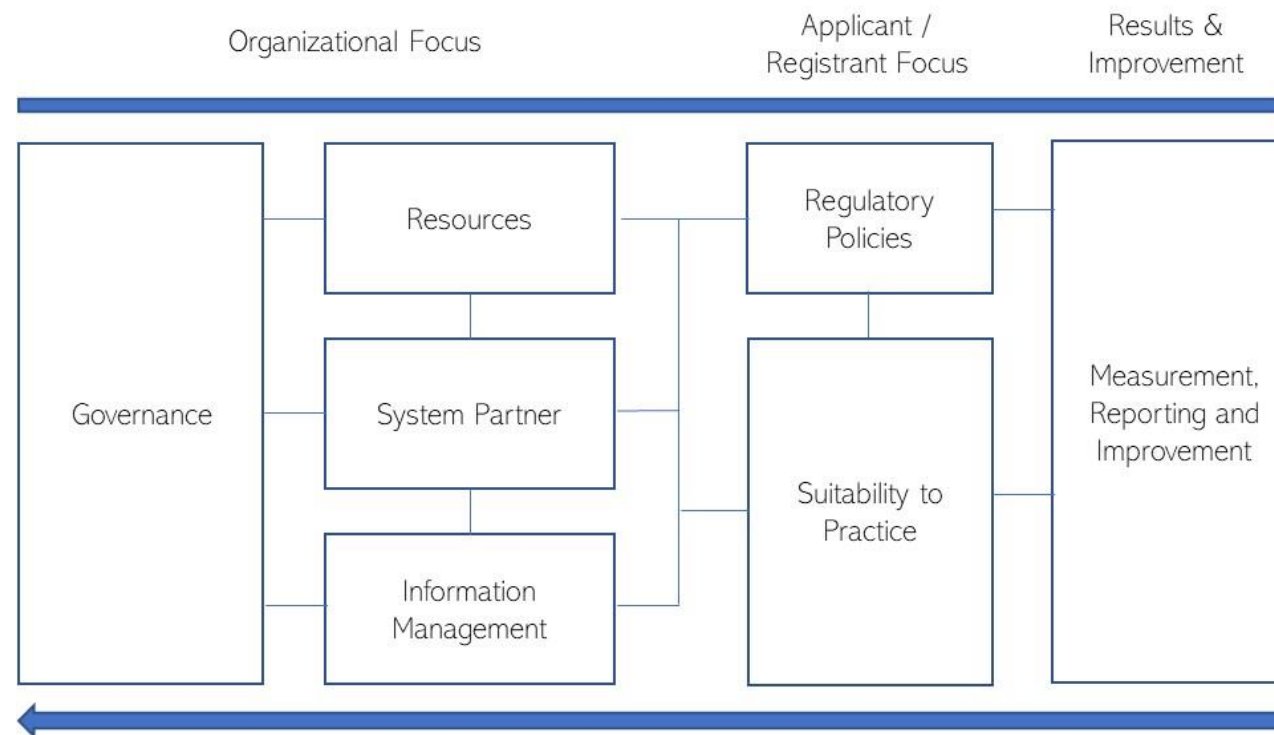 Organizational Focus
Applicant /
Registrant Focus
Results &
Improvement
Governance
Resources
System Partner
Information
Management
Regulatory
Policies
Suitability to
Practice
Measurement,
Reporting and
Improvement